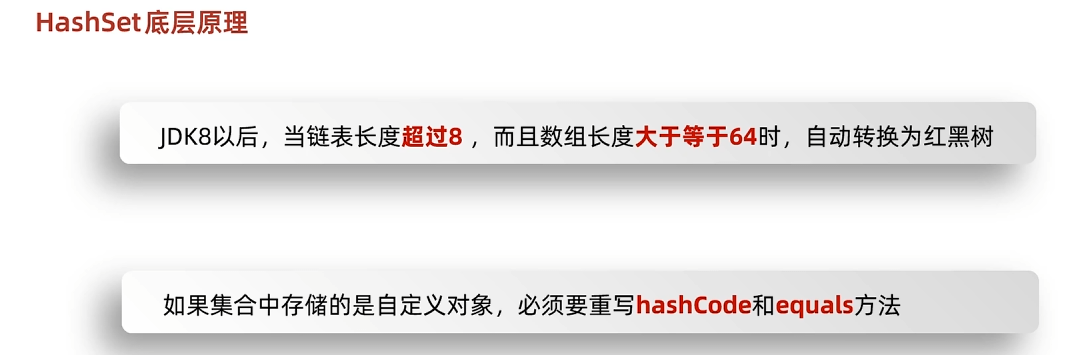 HashSet底层原理
JDK8以后，当链表长度超过8 ，而且数组长度大于等于64时，自动转换为红黑树
如果集合中存储的是自定义对象，必须要重写hashCode和equals方法